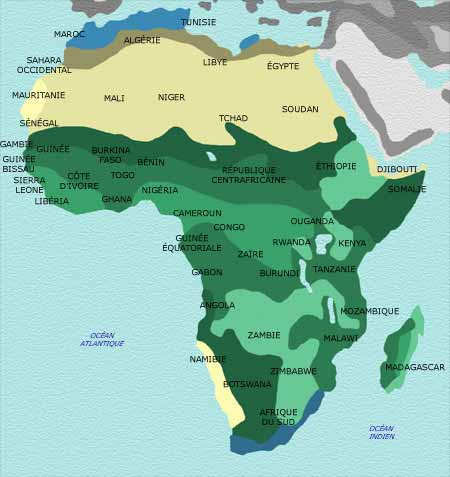 TUNISIE
MAROC
ALGÉRIE
SAHARA
OCCIDENTAL
LIBYE
ÉGYPTE
MAURITANIE
MALI
NIGER
SOUDAN
TCHAD
SÉNÉGAL
GAMBIE
GUINÉE
BURKINA
FASO
BÉNIN
GUINÉE
BISSAU
CÔTE
D'IVOIRE
TOGO
RÉPUBLIQUE
CENTRAFRICAINE
ÉTHIOPIE
DJIBOUTI
SIERRA
LEONE
NIGÉRIA
SOMALIE
LIBÉRIA
GHANA
CAMEROUN
CONGO
OUGANDA
GUINÉE
ÉQUATORIALE
ZAÏRE
RWANDA
KENYA
GABON
BURUNDI
TANZANIE
ANGOLA
MOZAMBIQUE
OCÉAN
ATLANTIQUE
ZAMBIE
MALAWI
NAMIBIE
ZIMBABWE
MADAGASCAR
BOTSWANA
AFRIQUE
DU SUD
OCÉAN
INDIEN